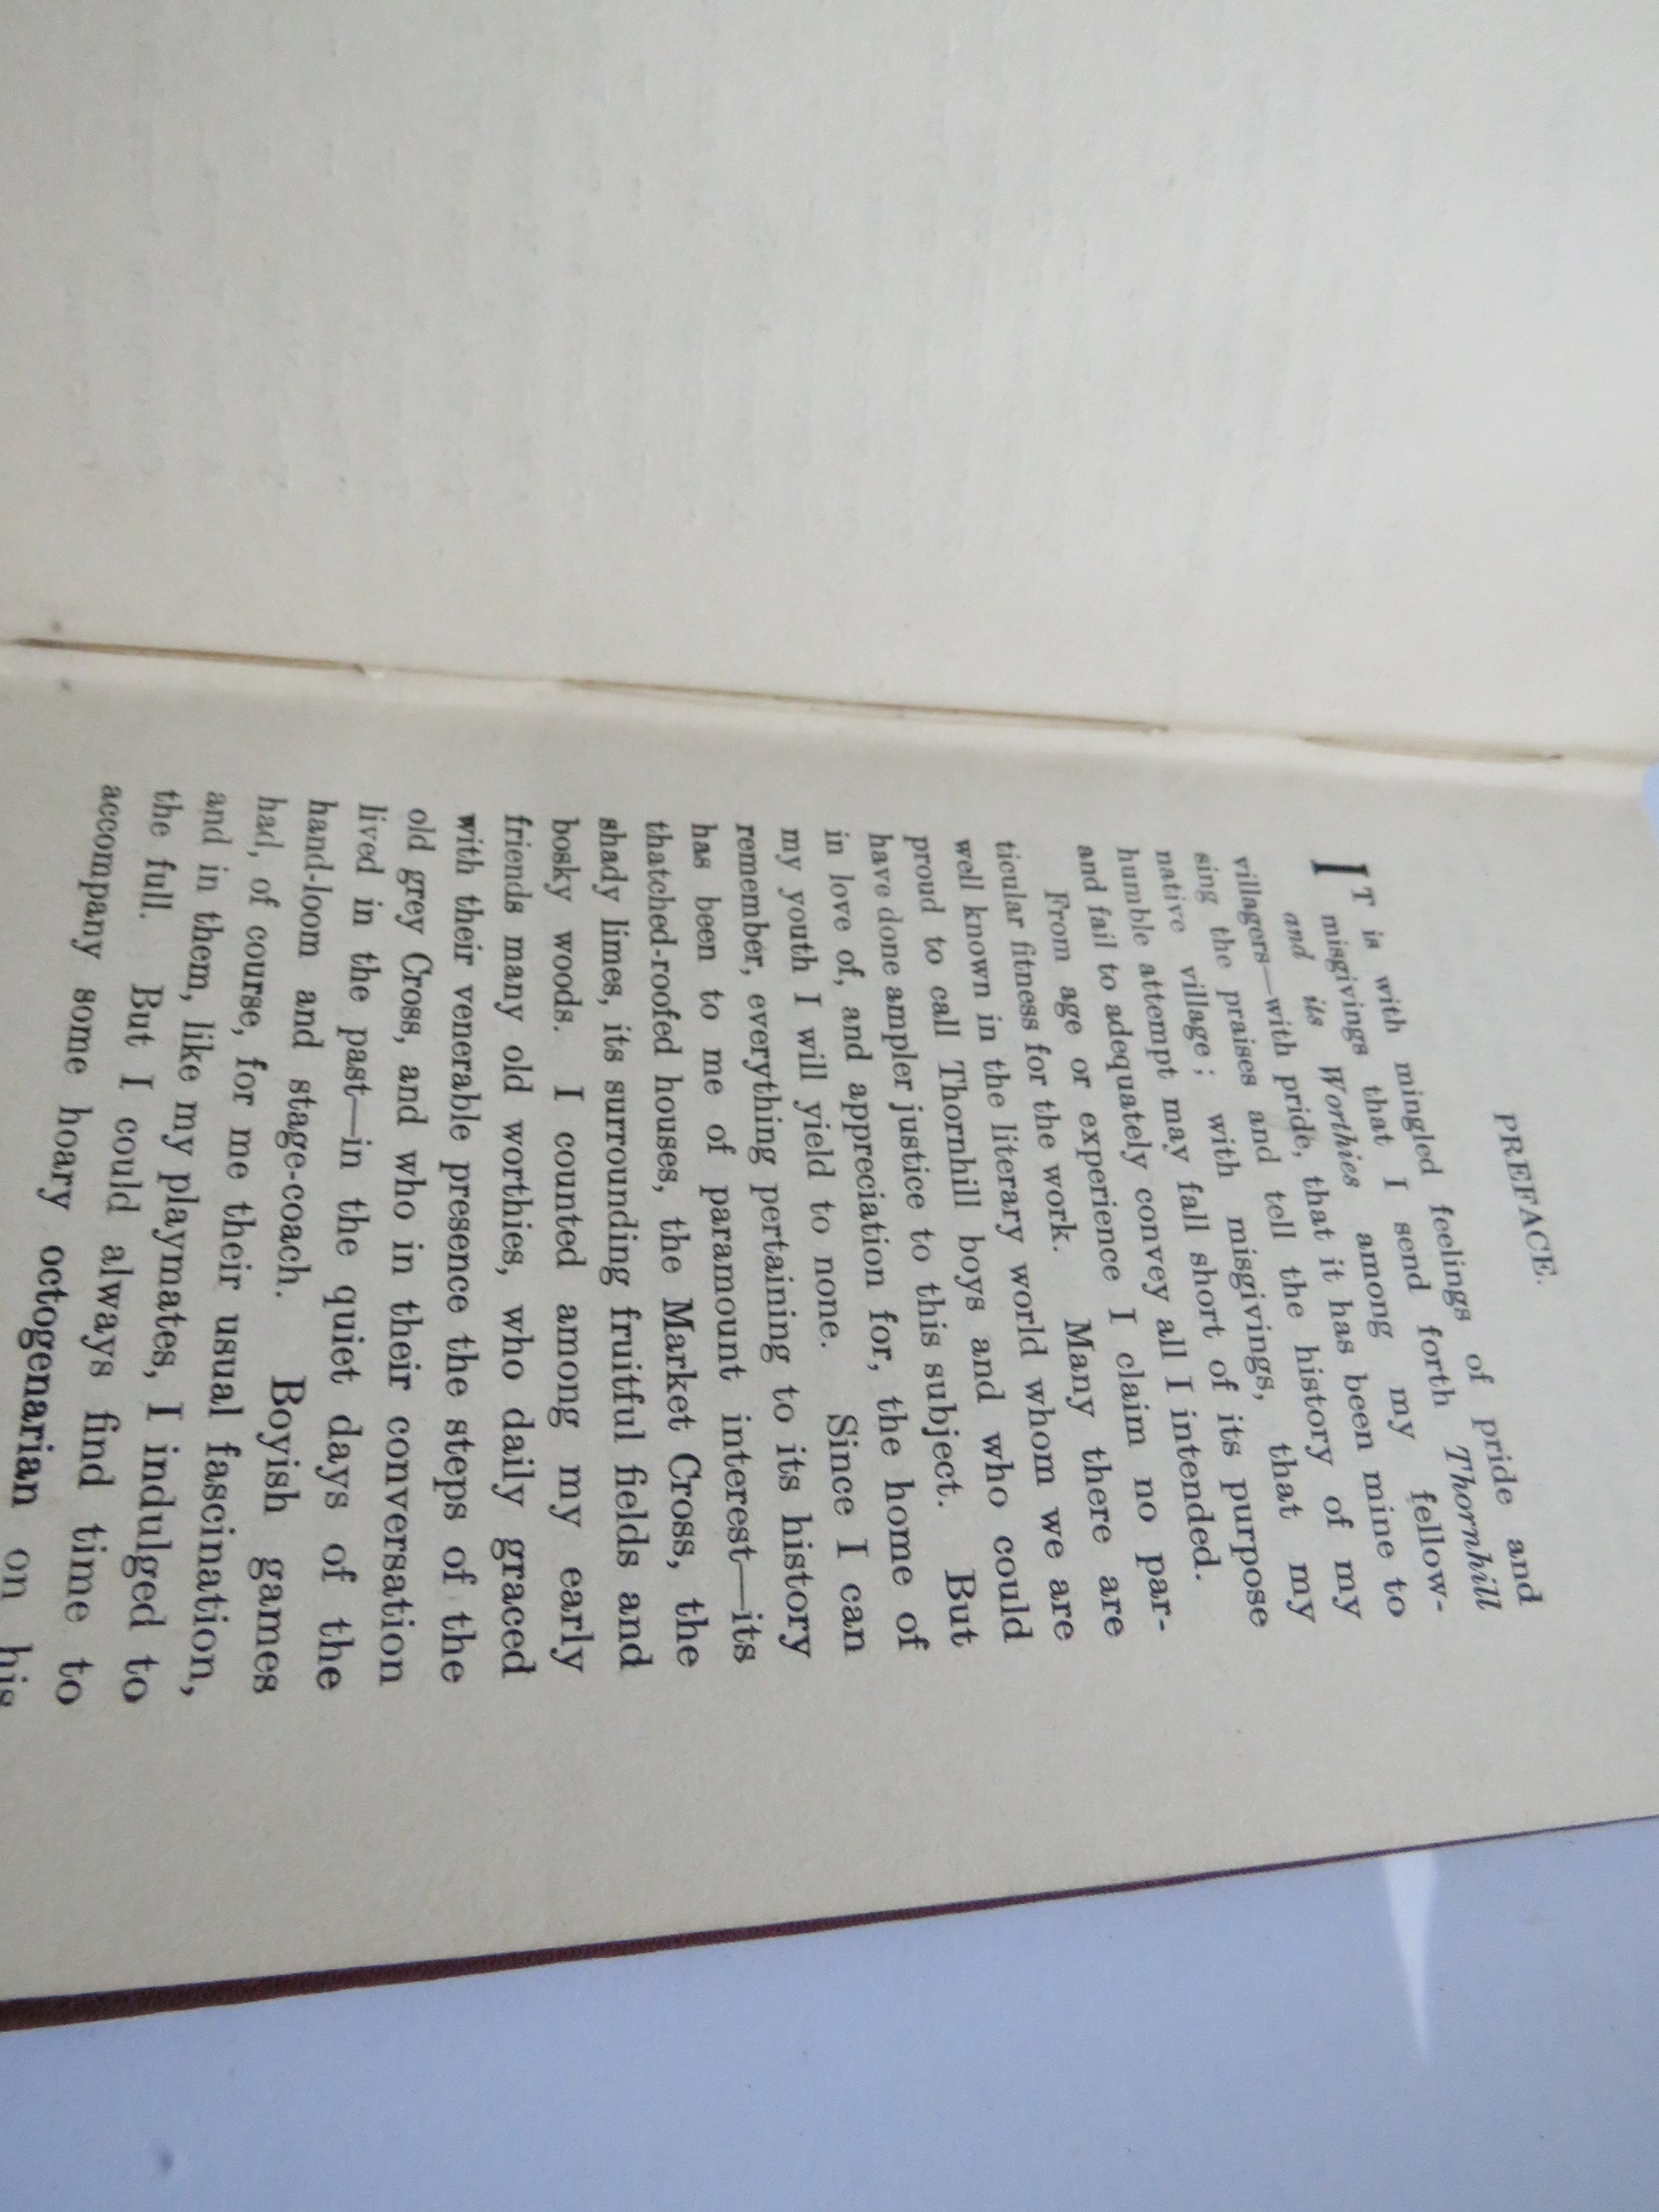 PREFACE.
IT is with mingled feelings of pride and
misgivings that I send forth Thornhill
and its Worthies among my fellow-
villagers—with pride, that it has been mine to
sing the praises and tell the history of my
native village; with misgivings, that my
humble attempt may fall short of its purpose
and fail to adequately convey all I intended.
From age or experience I claim no par-
ticular fitness for the work. Many there are
well known in the literary world whom we are
proud to call Thornhill boys and who could
have done ampler justice to this subject. But
in love of, and appreciation for, the home of
my youth I will yield to none. Since I can
remember, everything pertaining to its history
has been to me of paramount interest—its
thatched-roofed houses, the Market Cross, the
shady limes, its surrounding fruitful fields and
bosky woods. I counted among my early
friends many old worthies, who daily graced
with their venerable presence the steps of the
old grey Cross, and who in their conversation
lived in the past—in the quiet days of the
hand-loom and stage-coach. Boyish games
had, of course, for me their usual fascination,
and in them, like my playmates, I indulged to
the full. But I could always find time to
accompany some hoary octogenarian on his